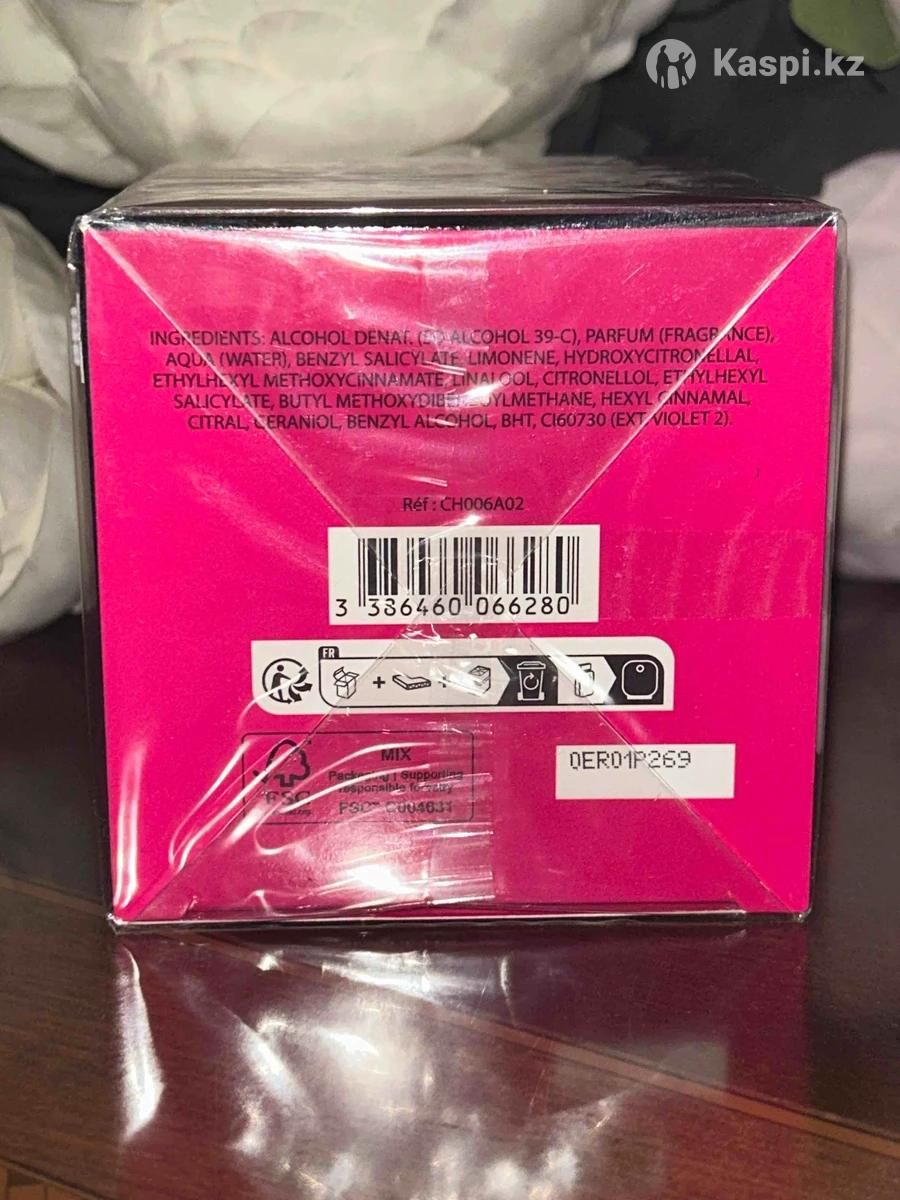 Kaspi.kz
INGREDIENTS: ALCOHOL DENAT. (SD ALCOHOL 39-C), PARFUM (FRAGRANCE),
AQUA (WATER), BENZYL SALICYLATE, LIMONENE, HYDROXYCITRONELLAL,
ETHYLHEXYL METHOXYCINNAMATE, LINALOOL, CITRONELLOL, ETHYLHEXYL
SALICYLATE, BUTYL METHOXYDIBENZOYLMETHANE, HEXYL CINNAMAL,
CITRAL, GERANIOL, BENZYL ALCOHOL, BHT, CI60730 (EXT. VIOLET 2).
Réf : CH006A02
3 386460 066280
FR
MIX
Packaging | Supporting
responsible forestry
FSC
FSC® C004631
0ER01P269